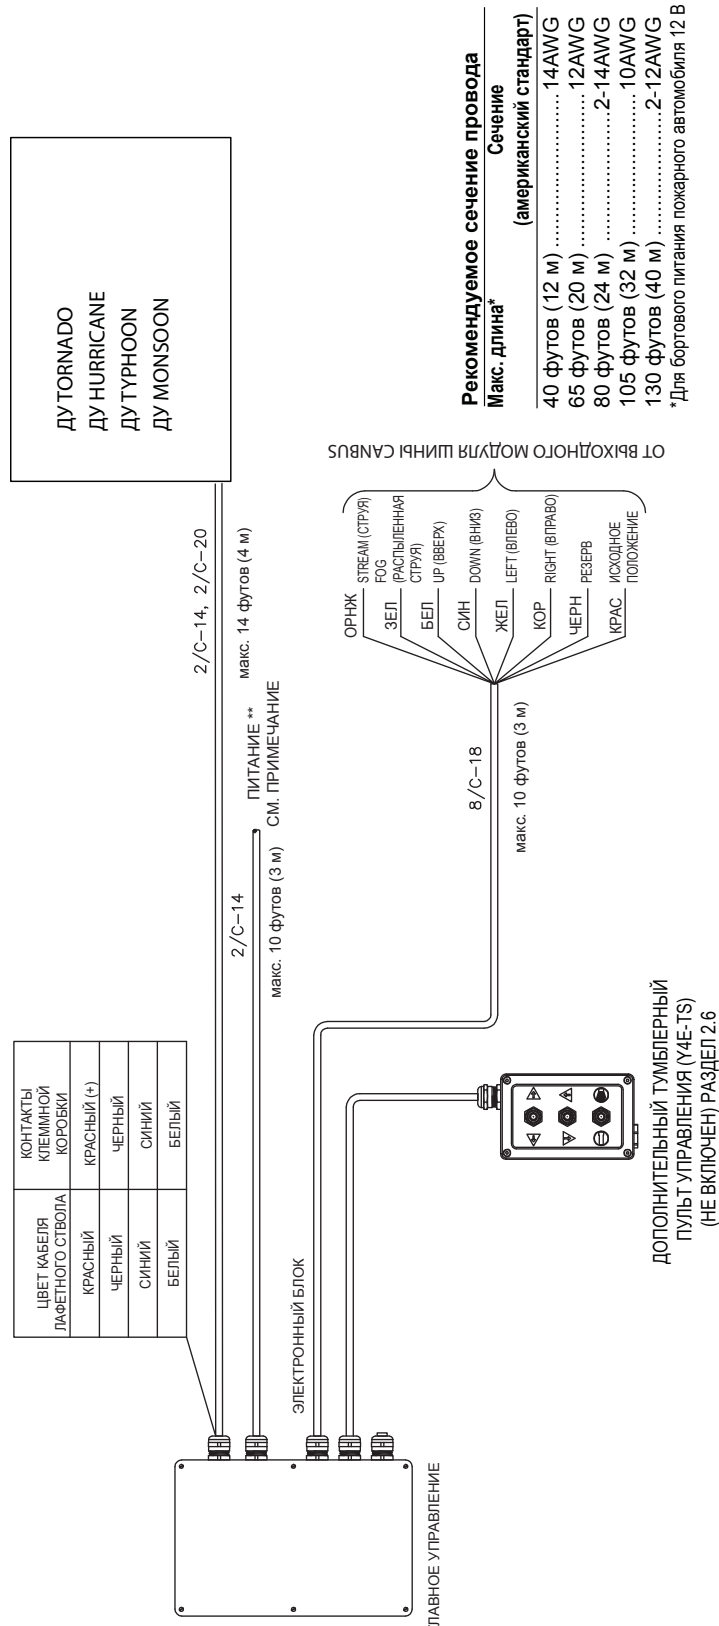 КОНТАКТЫ
КЛЕММНОЙ
КОРОБКИ
КРАСНЫЙ (+)
ЧЕРНЫЙ
СИНИЙ
БЕЛЫЙ
ЦВЕТ КАБЕЛЯ
ЛАФЕТНОГО СТВОЛА
КРАСНЫЙ
ЧЕРНЫЙ
СИНИЙ
БЕЛЫЙ
ДУ TORNADO
ДУ HURRICANE
ДУ TYPHOON
ДУ MONSOON
2/C-14, 2/C-20
макс. 14 футов (4 м)
2/C-14
макс. 10 футов (3 м)
ПИТАНИЕ **
СМ. ПРИМЕЧАНИЕ
ЭЛЕКТРОННЫЙ БЛОК
ЛАВНОЕ УПРАВЛЕНИЕ
8/C-18
макс. 10 футов (3 м)
ОРНЖ STREAM (СТРУЯ)
ЗЕЛ FOG
(РАСПЫЛЕННАЯ
СТРУЯ)
БЕЛ UP (ВВЕРХ)
СИН DOWN (ВНИЗ)
ЖЕЛ LEFT (ВЛЕВО)
КОР RIGHT (ВПРАВО)
ЧЕРН РЕЗЕРВ
КРАС ИСХОДНОЕ
ПОЛОЖЕНИЕ
ОТ ВЫХОДНОГО МОДУЛЯ ШИНЫ CANBUS
ДОПОЛНИТЕЛЬНЫЙ ТУМБЛЕРНЫЙ
ПУЛЬТ УПРАВЛЕНИЯ (Y4E-TS)
(НЕ ВКЛЮЧЕН) РАЗДЕЛ 2.6
Рекомендуемое сечение провода
Макс. длина* Сечение
(американский стандарт)
40 футов (12 м) ........................ 14AWG
65 футов (20 м) ........................ 12AWG
80 футов (24 м) ..................... 2-14AWG
105 футов (32 м) ...................... 10AWG
130 футов (40 м) ................... 2-12AWG
*Для бортового питания пожарного автомобиля 12 В